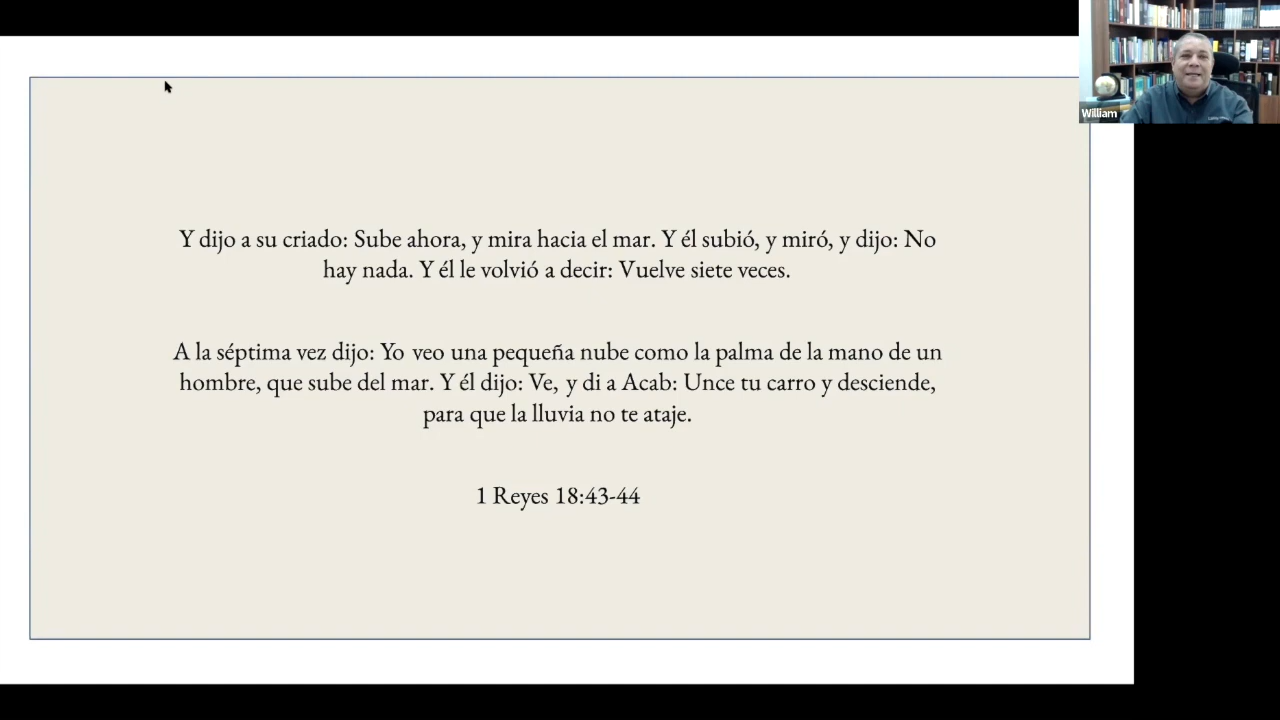 William
Y dijo a su criado: Sube ahora, y mira hacia el mar. Y él subió, y miró, y dijo: No
hay nada. Y él le volvió a decir: Vuelve siete veces.
A la séptima vez dijo: Yo veo una pequeña nube como la palma de la mano de un
hombre, que sube del mar. Y él dijo: Ve, y di a Acab: Unce tu carro y desciende,
para que la lluvia no te ataje.
1 Reyes 18:43-44